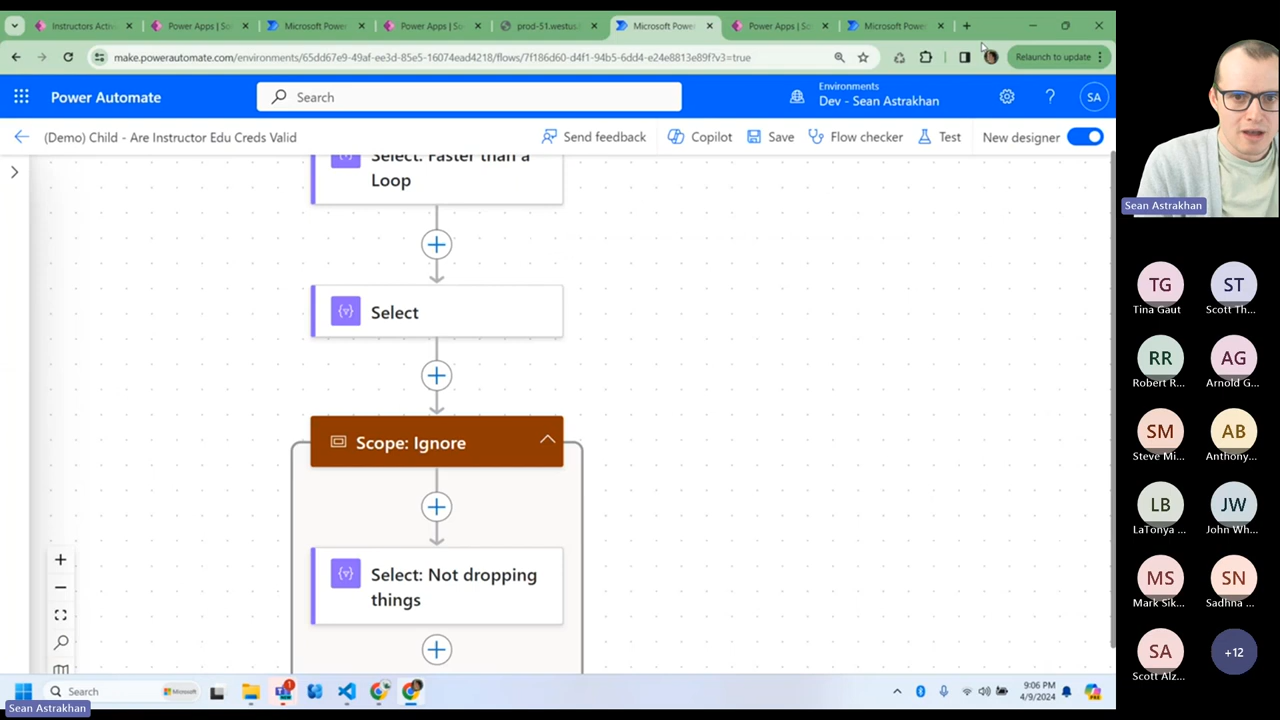 Instructors Activ
Power Apps | So
Microsoft Power
Power Apps | So
prod-51.westus
Microsoft Power
Power Apps | So
Microsoft Power
make.powerautomate.com/environments/65dd67e9-49af-ee3d-85e5-16074ead4218/flows/7f186d60-d4f1-94b5-6dd4-e24e8813e89f?v3=true
Relaunch to update
Power Automate
Search
Environments
Dev - Sean Astrakhan
SA
(Demo) Child - Are Instructor Edu Creds Valid
Send feedback
Copilot
Save
Flow checker
Test
New designer
Select: Faster than a
Loop
Select
Scope: Ignore
Select: Not dropping
things
Search
Microsoft
9:06 PM
4/9/2024
Sean Astrakhan
Sean Astrakhan
TG
Tina Gaut
ST
Scott Th...
RR
Robert R...
AG
Arnold G...
SM
Steve Mi...
AB
Anthony...
LB
LaTonya ...
JW
John Wh...
MS
Mark Sik...
SN
Sadhna ...
SA
Scott Alz...
+12